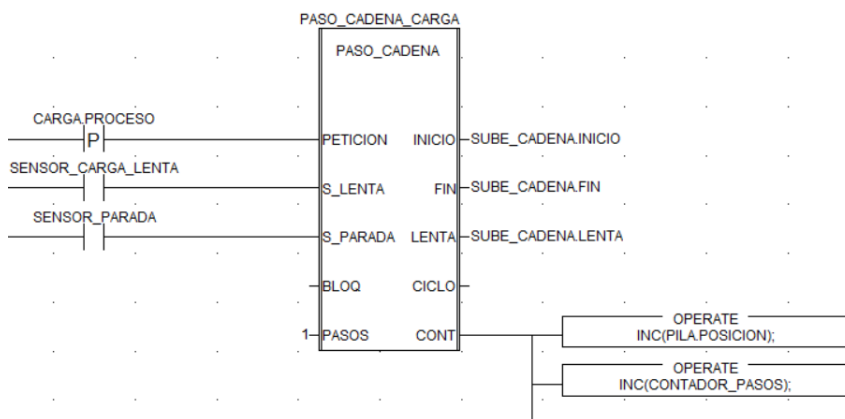 PASO_CADENA_CARGA
PASO_CADENA
CARGA.PROCESO
P
PETICION INICIO SUBE_CADENA.INICIO
SENSOR_CARGA_LENTA
S_LENTA FIN SUBE_CADENA.FIN
SENSOR_PARADA
S_PARADA LENTA SUBE_CADENA.LENTA
BLOQ CICLO
OPERATE
1 PASOS CONT INC(PILA.POSICION);
OPERATE
INC(CONTADOR_PASOS);